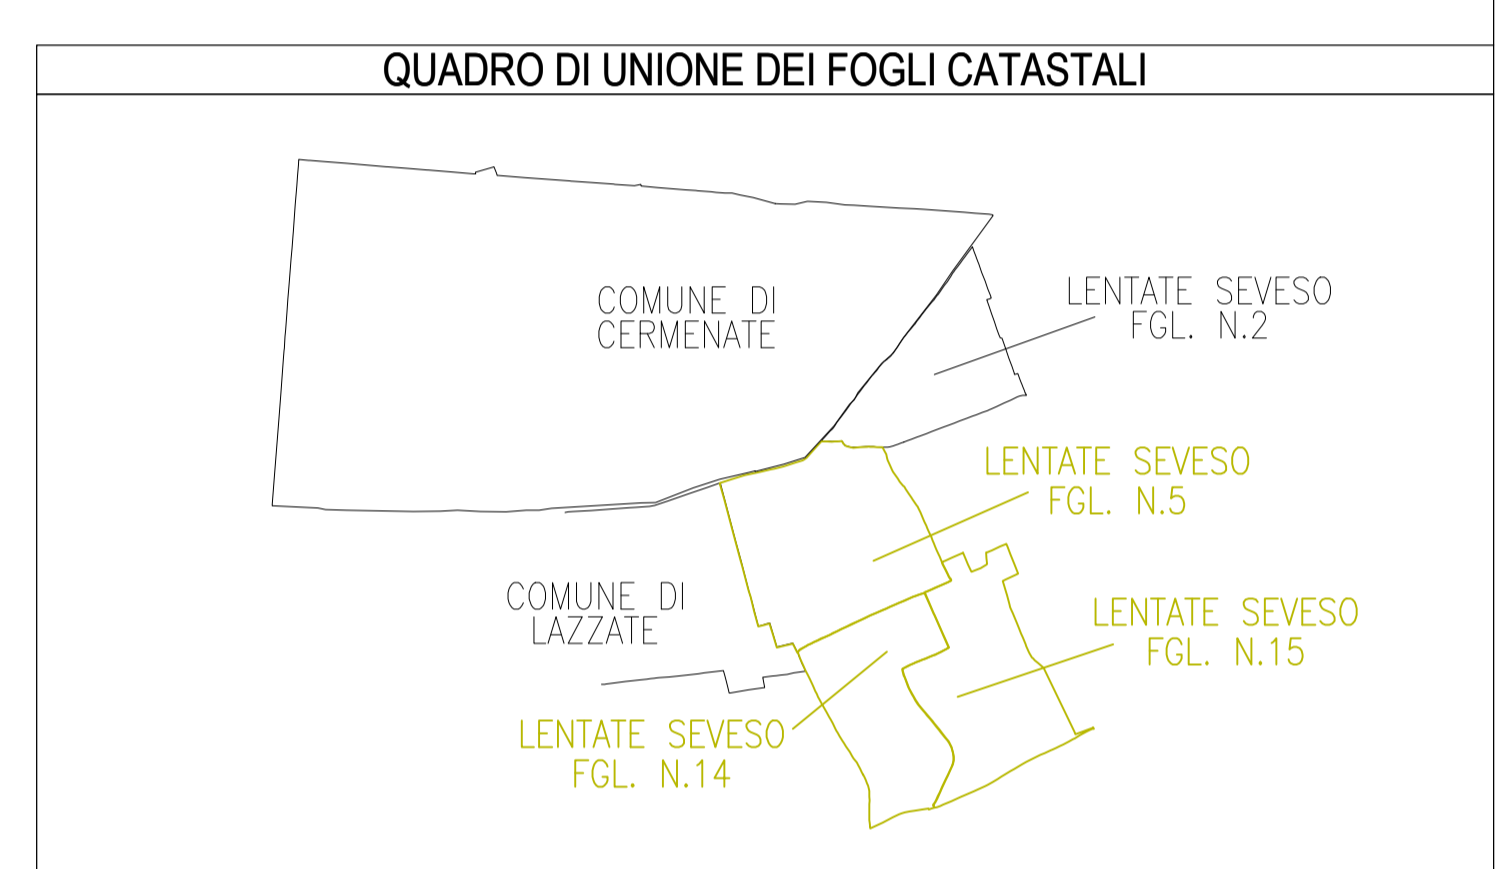 QUADRO DI UNIONE DEI FOGLI CATASTALI
COMUNE DI
CERMENATE
LENTATE SEVESO
FGL. N.2
LENTATE SEVESO
FGL. N.5
COMUNE DI
LAZZATE
LENTATE SEVESO
FGL. N.15
LENTATE SEVESO
FGL. N.14